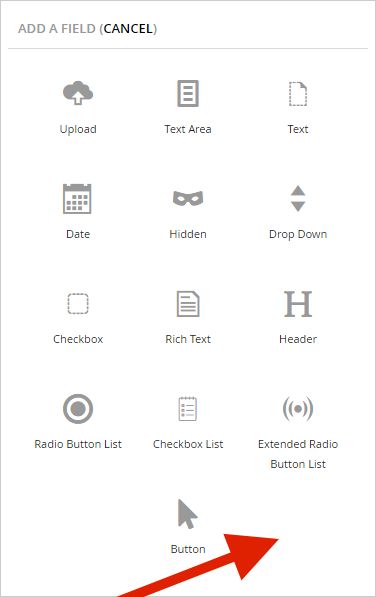 ADD A FIELD (CANCEL)
Upload
Text Area
Text
Date
Hidden
Drop Down
Checkbox
Rich Text
Header
Radio Button List
Checkbox List
Extended Radio
Button List
Button